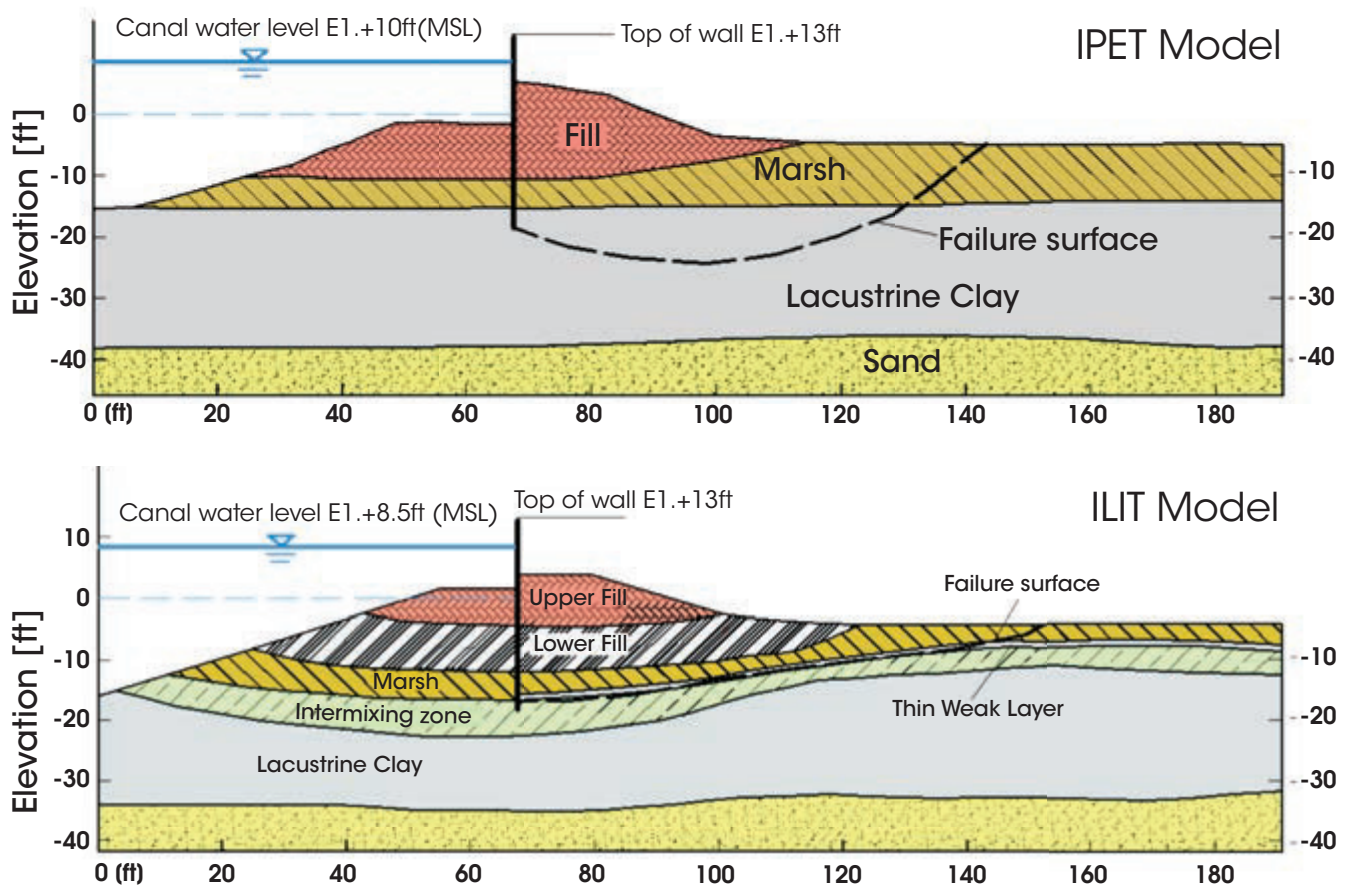 Canal water level E1.+10ft(MSL)
Top of wall E1.+13ft
IPET Model
Elevation [ft]
0
-10
-20
-30
-40
Fill
Marsh
Failure surface
Lacustrine Clay
Sand
-10
-20
-30
-40
0 (ft) 20 40 60 80 100 120 140 160 180
Canal water level E1.+8.5ft (MSL)
Top of wall E1.+13ft
ILIT Model
Elevation [ft]
10
0
-10
-20
-30
-40
Failure surface
Upper Fill
Lower Fill
Marsh
Intermixing zone
Thin Weak Layer
Lacustrine Clay
-10
-20
-30
-40
0 (ft) 20 40 60 80 100 120 140 160 180